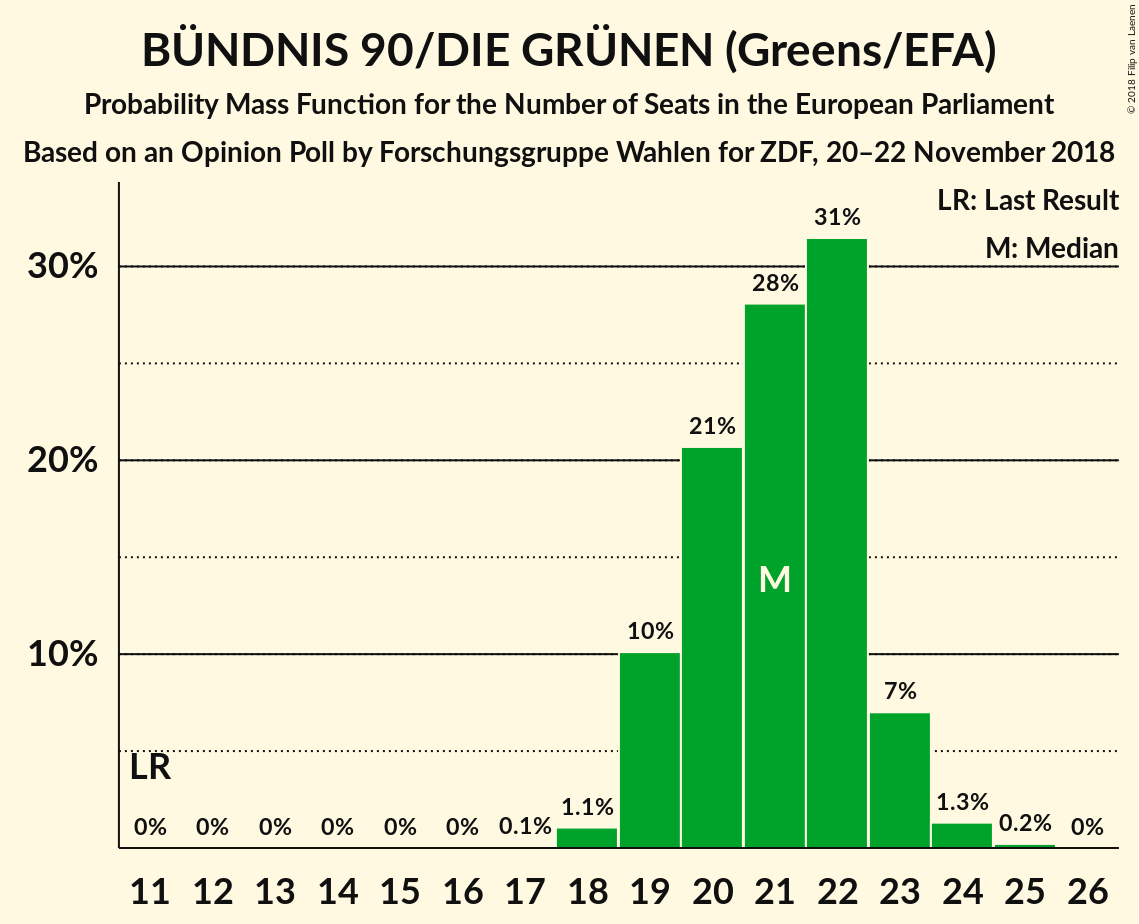 BÜNDNIS 90/DIE GRÜNEN (Greens/EFA)
Probability Mass Function for the Number of Seats in the European Parliament
Based on an Opinion Poll by Forschungsgruppe Wahlen for ZDF, 20–22 November 2018
© 2018 Filip van Laenen
LR: Last Result
M: Median
30%
20%
10%
LR
M
0% 0% 0% 0% 0% 0% 0.1% 1.1% 10% 21% 28% 31% 7% 1.3% 0.2% 0%
11 12 13 14 15 16 17 18 19 20 21 22 23 24 25 26